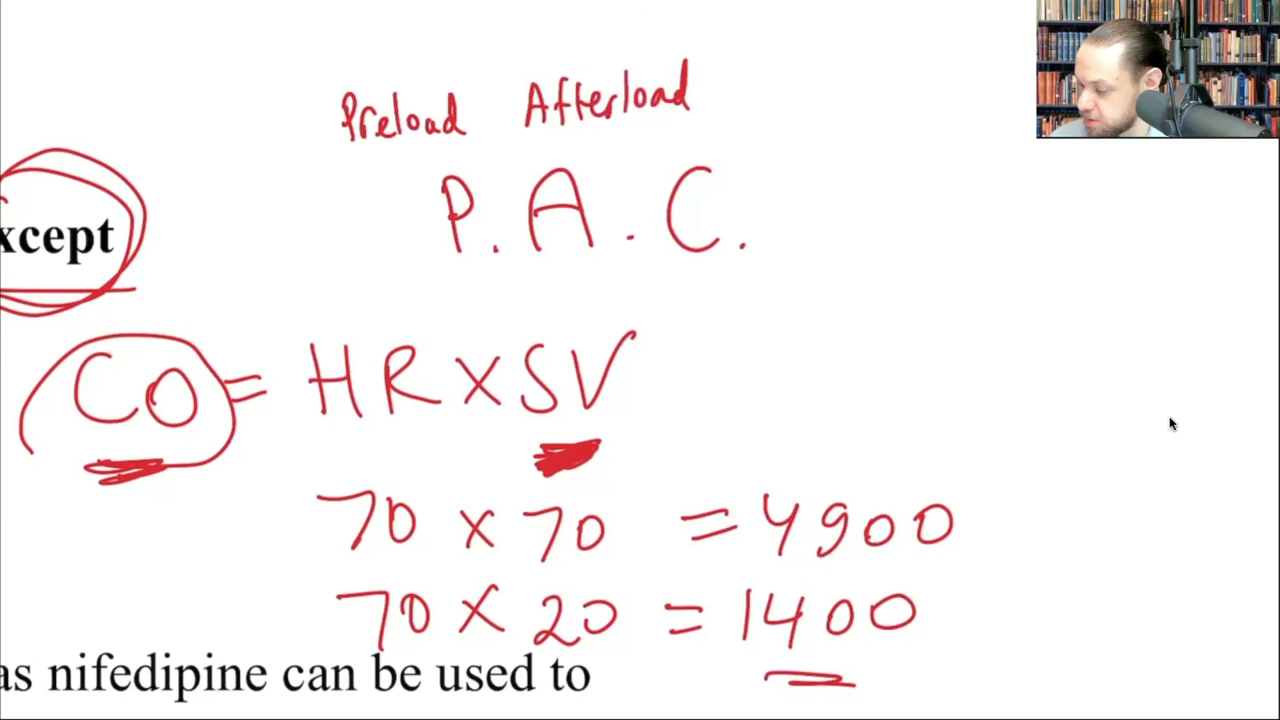 Preload Afterload
P. A. C.
xcept
CO = HR X SV
70 x 70 = 4900
70 x 20 = 1400
as nifedipine can be used to